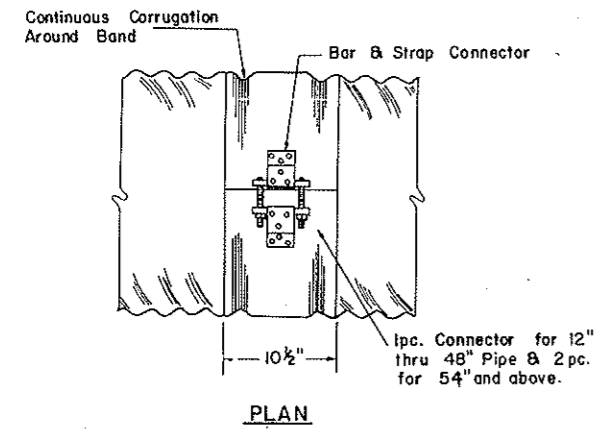 Continuous Corrugation
Around Band
Bar & Strap Connector
10½"
1pc. Connector for 12"
thru 48" Pipe & 2 pc.
for 54" and above.
PLAN